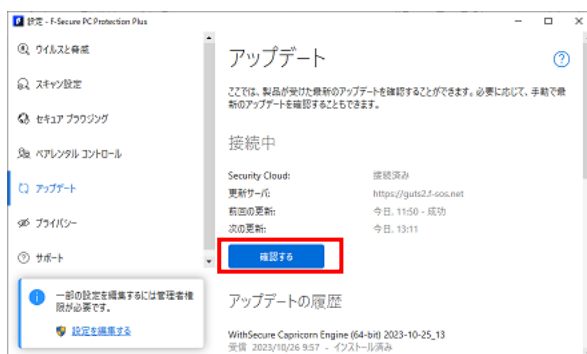 設定 - F-Secure PC Protection Plus
ウイルスと脅威
スキャン設定
セキュア ブラウジング
ペアレンタル コントロール
アップデート
プライバシー
サポート
一部の設定を編集するには管理者権
限が必要です。
設定を編集する
アップデート
ここでは、製品が受けた最新のアップデートを確認することができます。必要に応じて、手動で最
新のアップデートを確認することもできます。
接続中
Security Cloud: 接続済み
更新サーバ: https://guts2.f-sos.net
前回の更新: 今日, 11:50 - 成功
次の更新: 今日, 13:11
確認する
アップデートの履歴
WithSecure Capricorn Engine (64-bit) 2023-10-25_13
受信 2023/10/26 9:57 - インストール済み